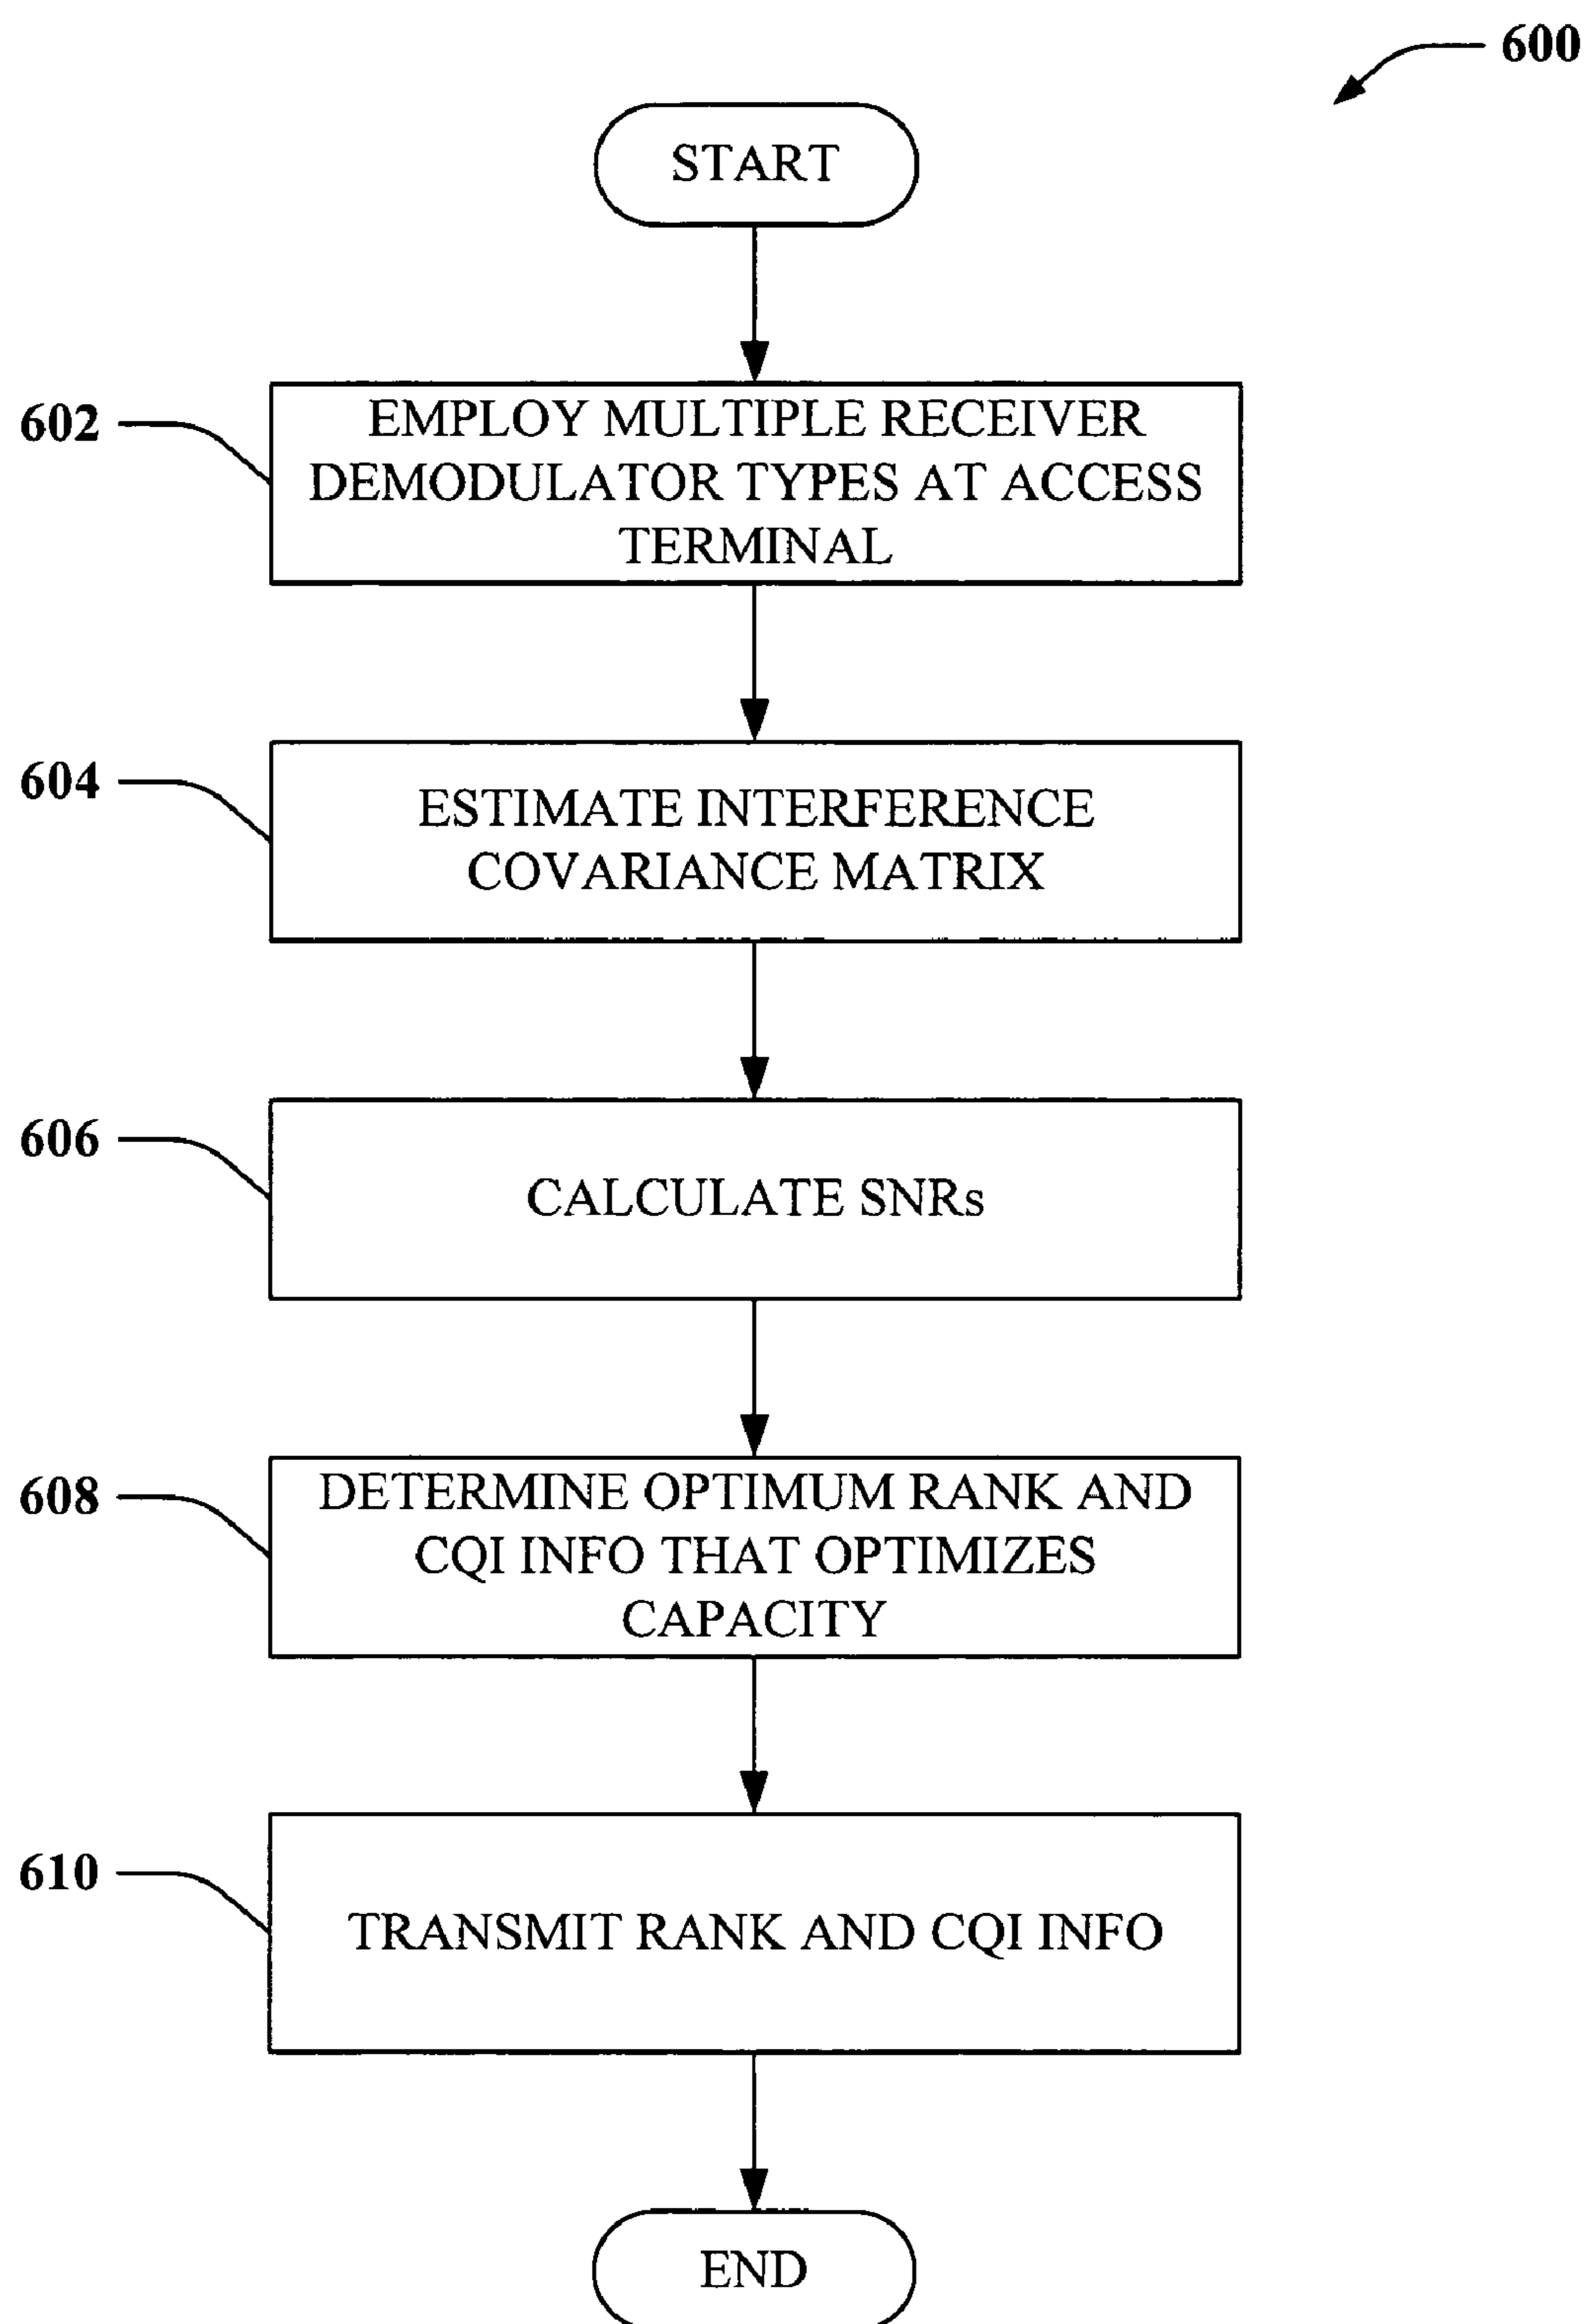 600
START
602
EMPLOY MULTIPLE RECEIVER
DEMODULATOR TYPES AT ACCESS
TERMINAL
604
ESTIMATE INTERFERENCE
COVARIANCE MATRIX
606
CALCULATE SNRs
608
DETERMINE OPTIMUM RANK AND
CQI INFO THAT OPTIMIZES
CAPACITY
610
TRANSMIT RANK AND CQI INFO
END